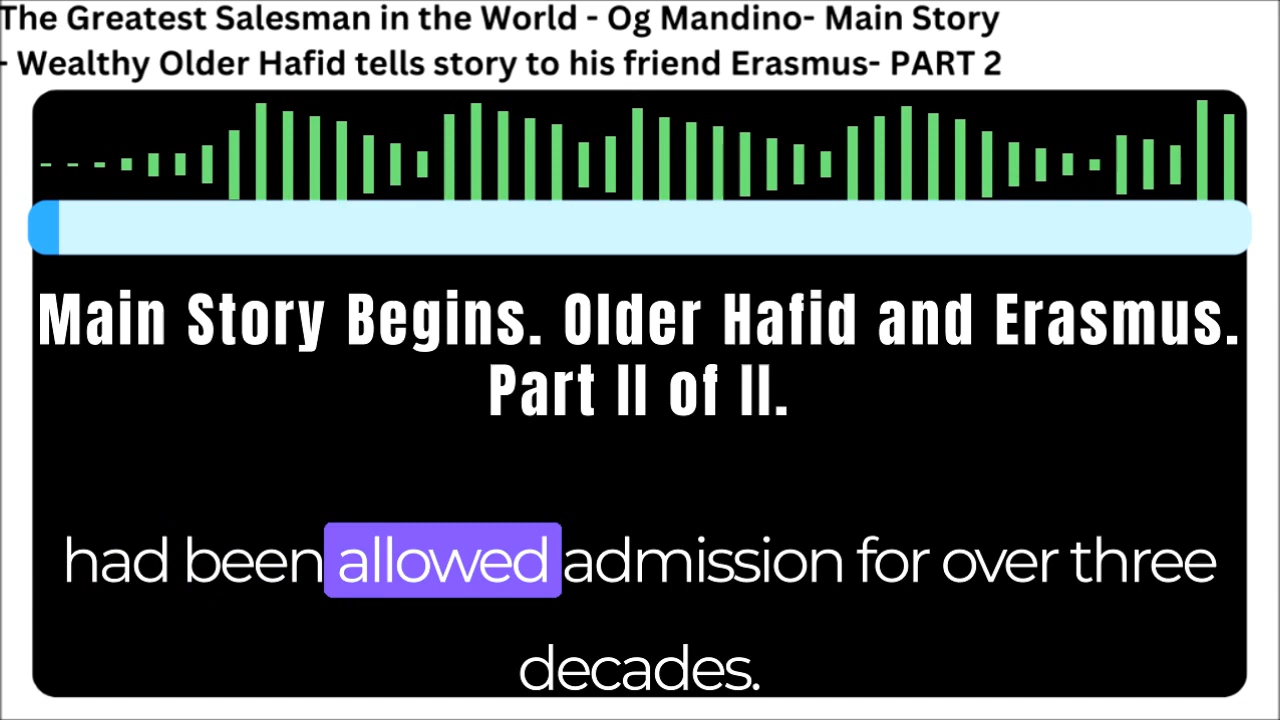 The Greatest Salesman in the World - Og Mandino- Main Story
- Wealthy Older Hafid tells story to his friend Erasmus- PART 2
Main Story Begins. Older Hafid and Erasmus.
Part II of II.
had been allowed admission for over three
decades.